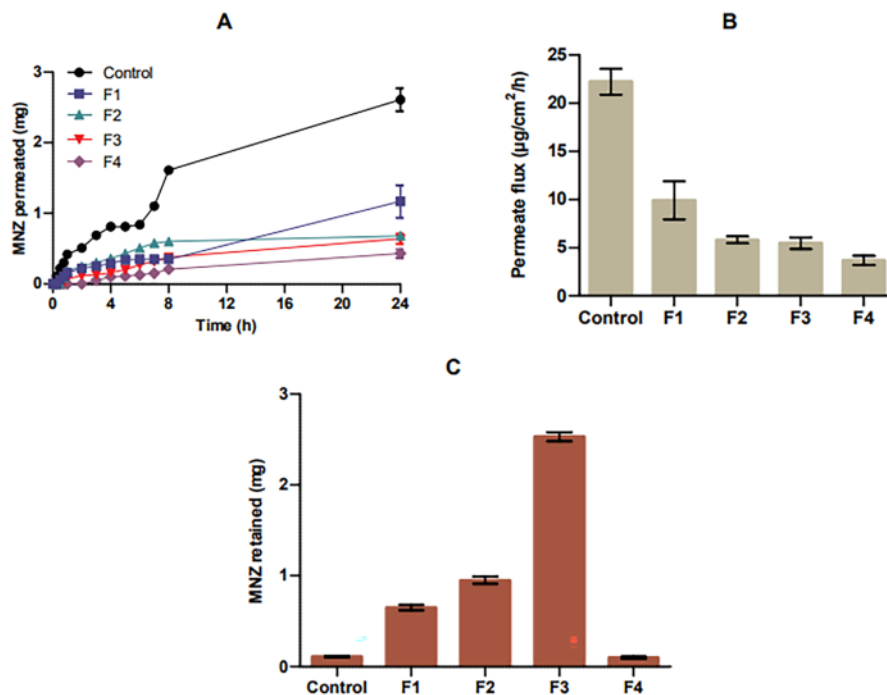 A
MNZ permeated (mg)
3
2
1
0
Control
F1
F2
F3
F4
0 4 8 12 16 20 24
Time (h)
B
Permeate flux (µg/cm²/h)
25
20
15
10
5
0
Control F1 F2 F3 F4
C
MNZ retained (mg)
3
2
1
0
Control F1 F2 F3 F4